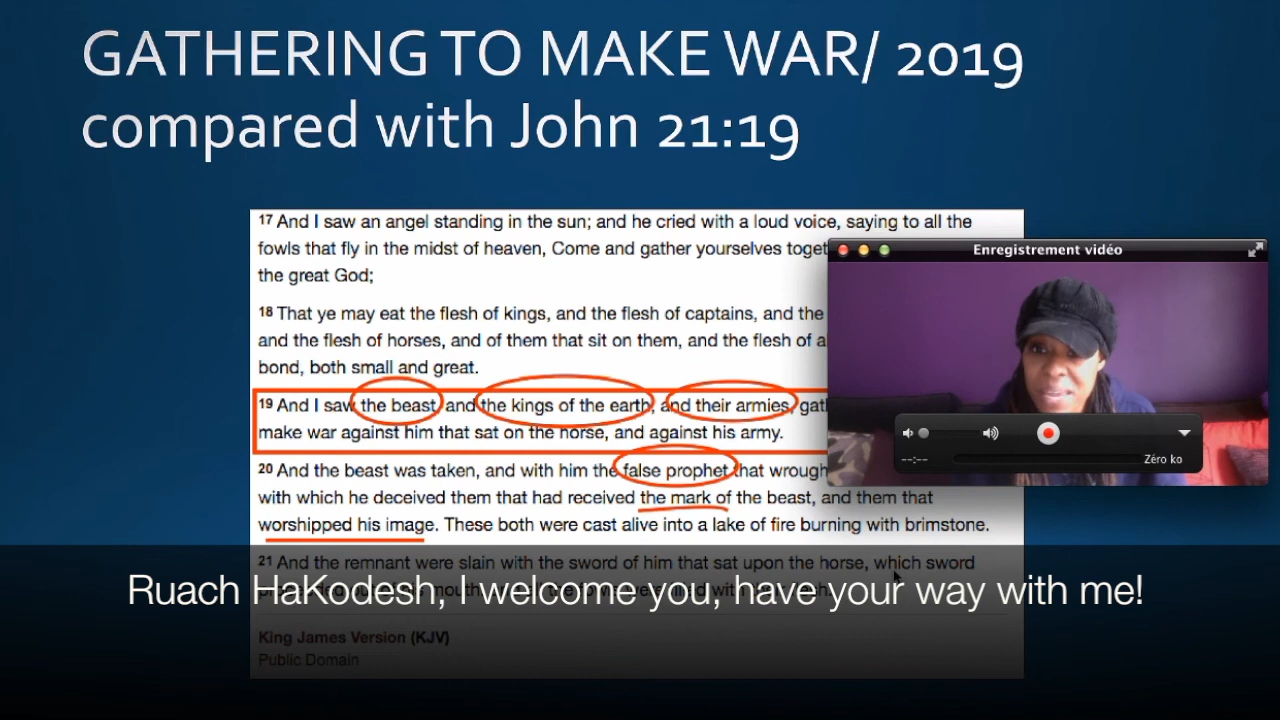 GATHERING TO MAKE WAR/ 2019
compared with John 21:19
17 And I saw an angel standing in the sun; and he cried with a loud voice, saying to all the
fowls that fly in the midst of heaven, Come and gather yourselves toget
the great God;
18 That ye may eat the flesh of kings, and the flesh of captains, and the
and the flesh of horses, and of them that sit on them, and the flesh of a
bond, both small and great.
19 And I saw the beast, and the kings of the earth, and their armies, gat
make war against him that sat on the horse, and against his army.
20 And the beast was taken, and with him the false prophet that wrough
with which he deceived them that had received the mark of the beast, and them that
worshipped his image. These both were cast alive into a lake of fire burning with brimstone.
21 And the remnant were slain with the sword of him that sat upon the horse, which sword
Ruach HaKodesh, I welcome you, have your way with me!
King James Version (KJV)
Public Domain
Enregistrement vidéo
--:--
Zéro ko